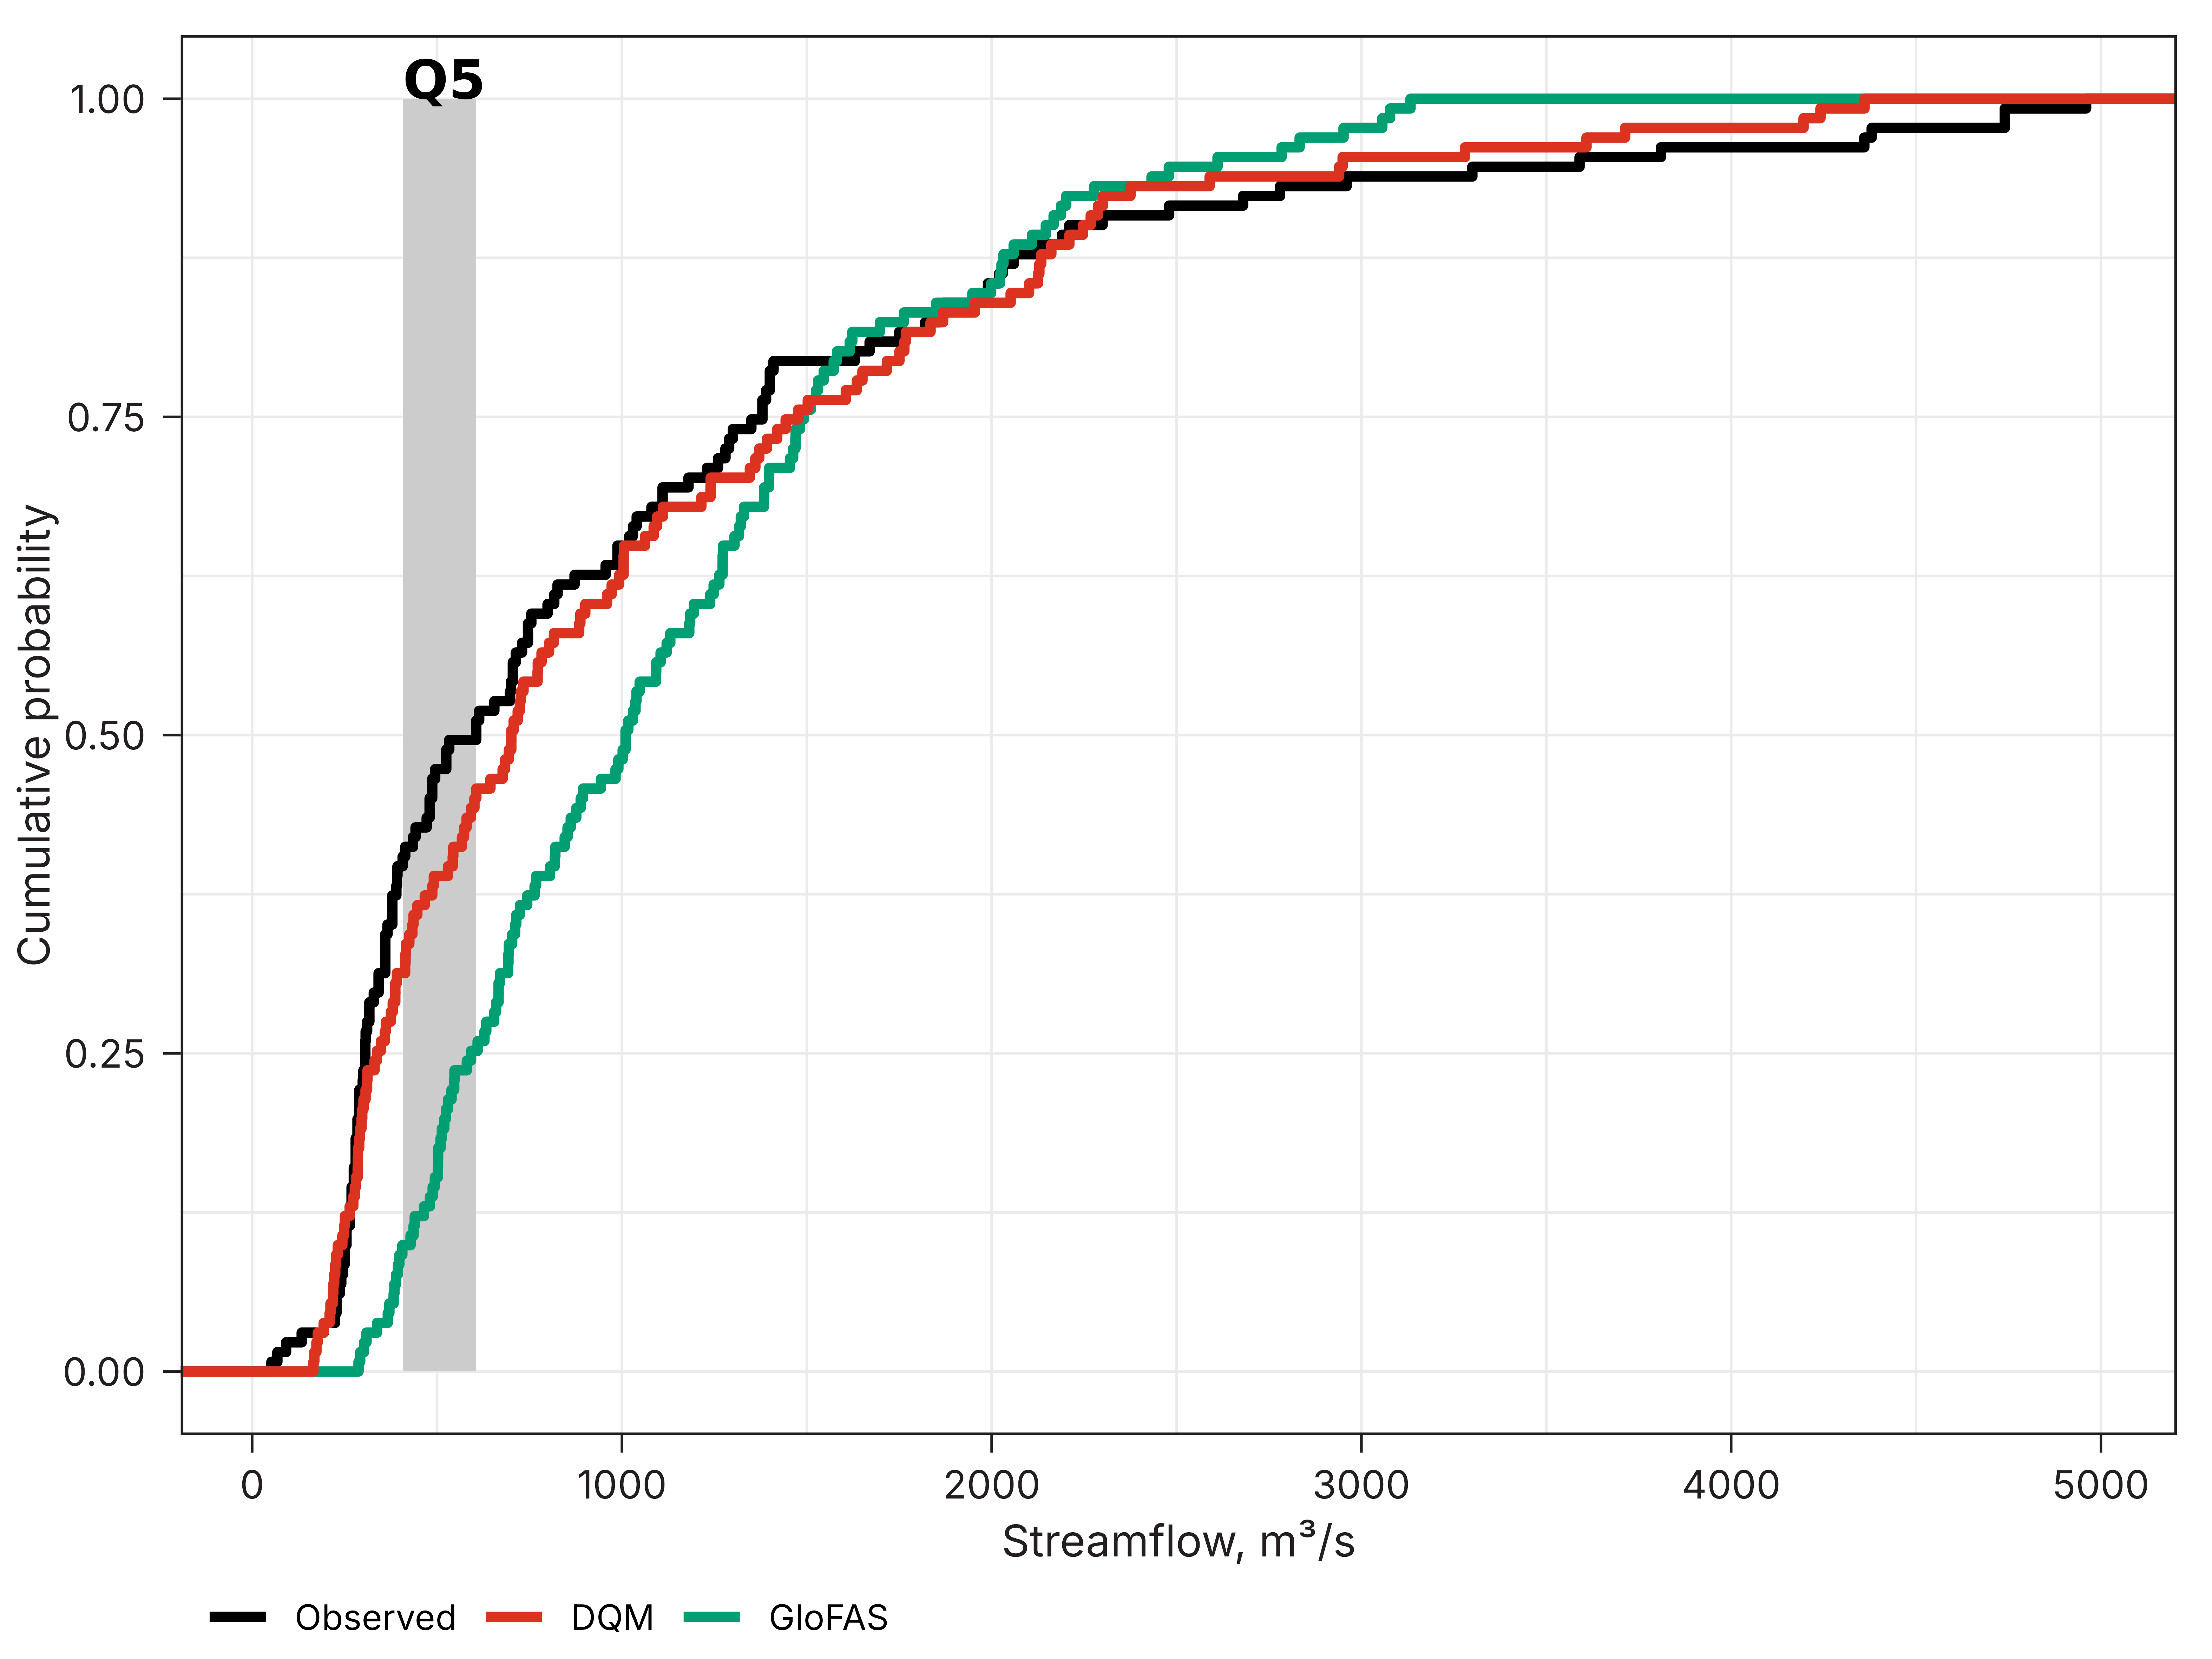 Q5
1.00
0.75
0.50
0.25
0.00
Cumulative probability
0 1000 2000 3000 4000 5000
Streamflow, m³/s
Observed DQM GloFAS